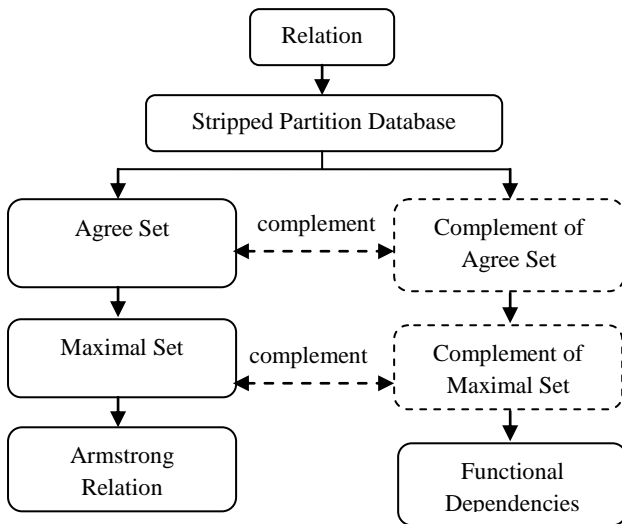 Relation
Stripped Partition Database
Agree Set
complement
Complement of
Agree Set
Maximal Set
complement
Complement of
Maximal Set
Armstrong
Relation
Functional
Dependencies